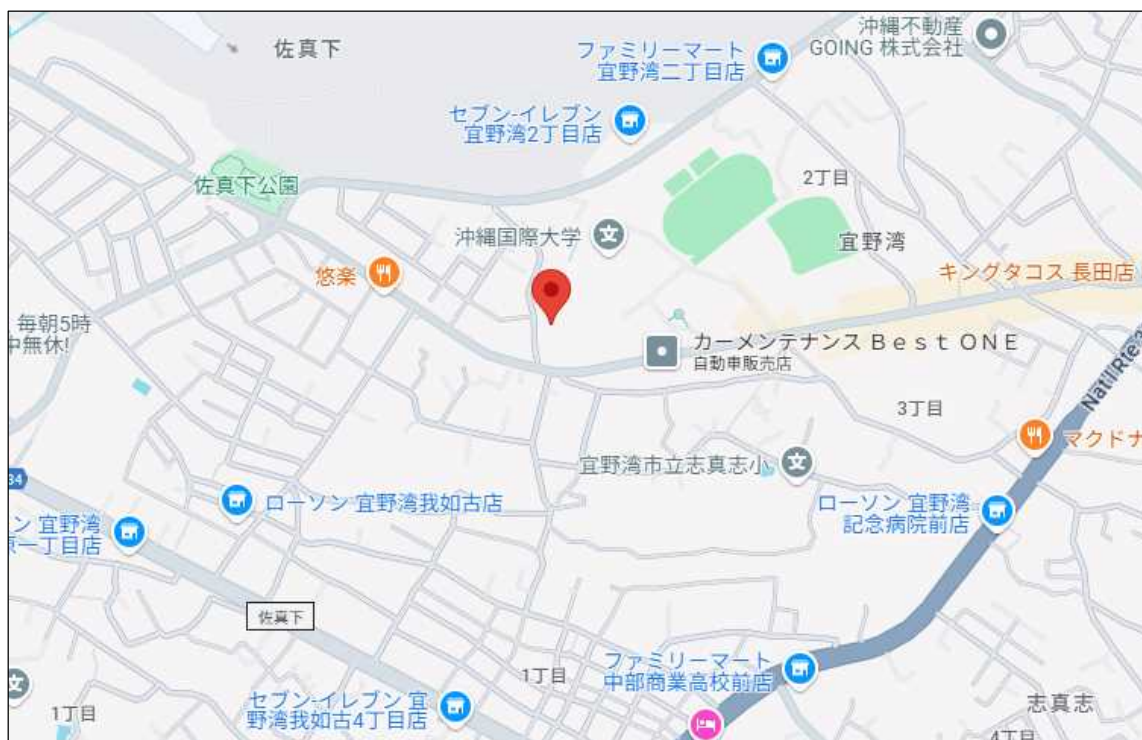 佐真下
ファミリーマート
宜野湾二丁目店
沖縄不動産
GOING 株式会社
セブン-イレブン
宜野湾2丁目店
佐真下公園
2丁目
沖縄国際大学
宜野湾
悠楽
キングタコス 長田店
毎朝5時
中無休!
カーメンテナンス Ｂｅｓｔ ＯＮＥ
自動車販売店
Nat'l Rte 3
3丁目
マクドナ
宜野湾市立志真志小
34
ローソン 宜野湾我如古店
ローソン 宜野湾
記念病院前店
ン 宜野湾
一丁目店
佐真下
ファミリーマート
中部商業高校前店
1丁目
セブン-イレブン 宜
野湾我如古4丁目店
1丁目
志真志
4丁目